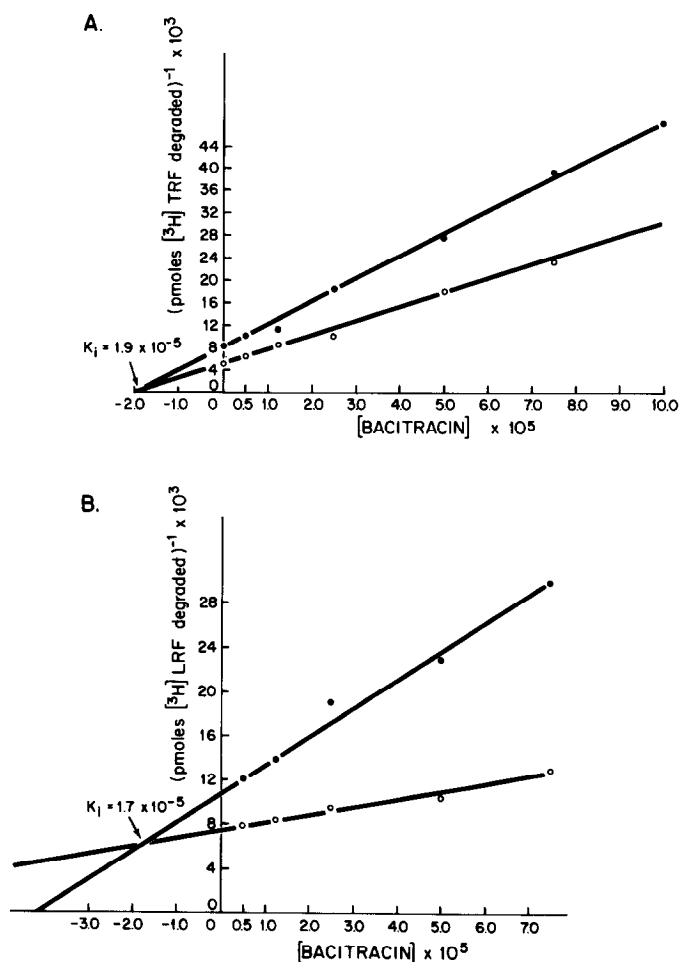 A.
(pmoles [³H] TRF degraded)⁻¹ × 10³
44
40
36
32
28
24
20
16
12
8
4
0
Kᵢ = 1.9 × 10⁻⁵
-2.0 -1.0 0 0.5 1.0 2.0 3.0 4.0 5.0 6.0 7.0 8.0 9.0 10.0
[BACITRACIN] × 10⁵
B.
(pmoles [³H] LRF degraded)⁻¹ × 10³
28
24
20
16
12
8
4
0
Kᵢ = 1.7 × 10⁻⁵
-3.0 -2.0 -1.0 0 0.5 1.0 2.0 3.0 4.0 5.0 6.0 7.0
[BACITRACIN] × 10⁵